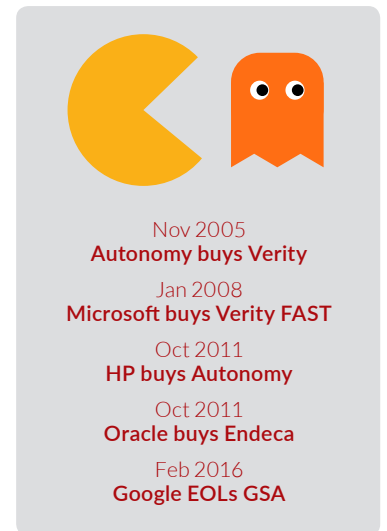 Nov 2005
Autonomy buys Verity
Jan 2008
Microsoft buys Verity FAST
Oct 2011
HP buys Autonomy
Oct 2011
Oracle buys Endeca
Feb 2016
Google EOLs GSA